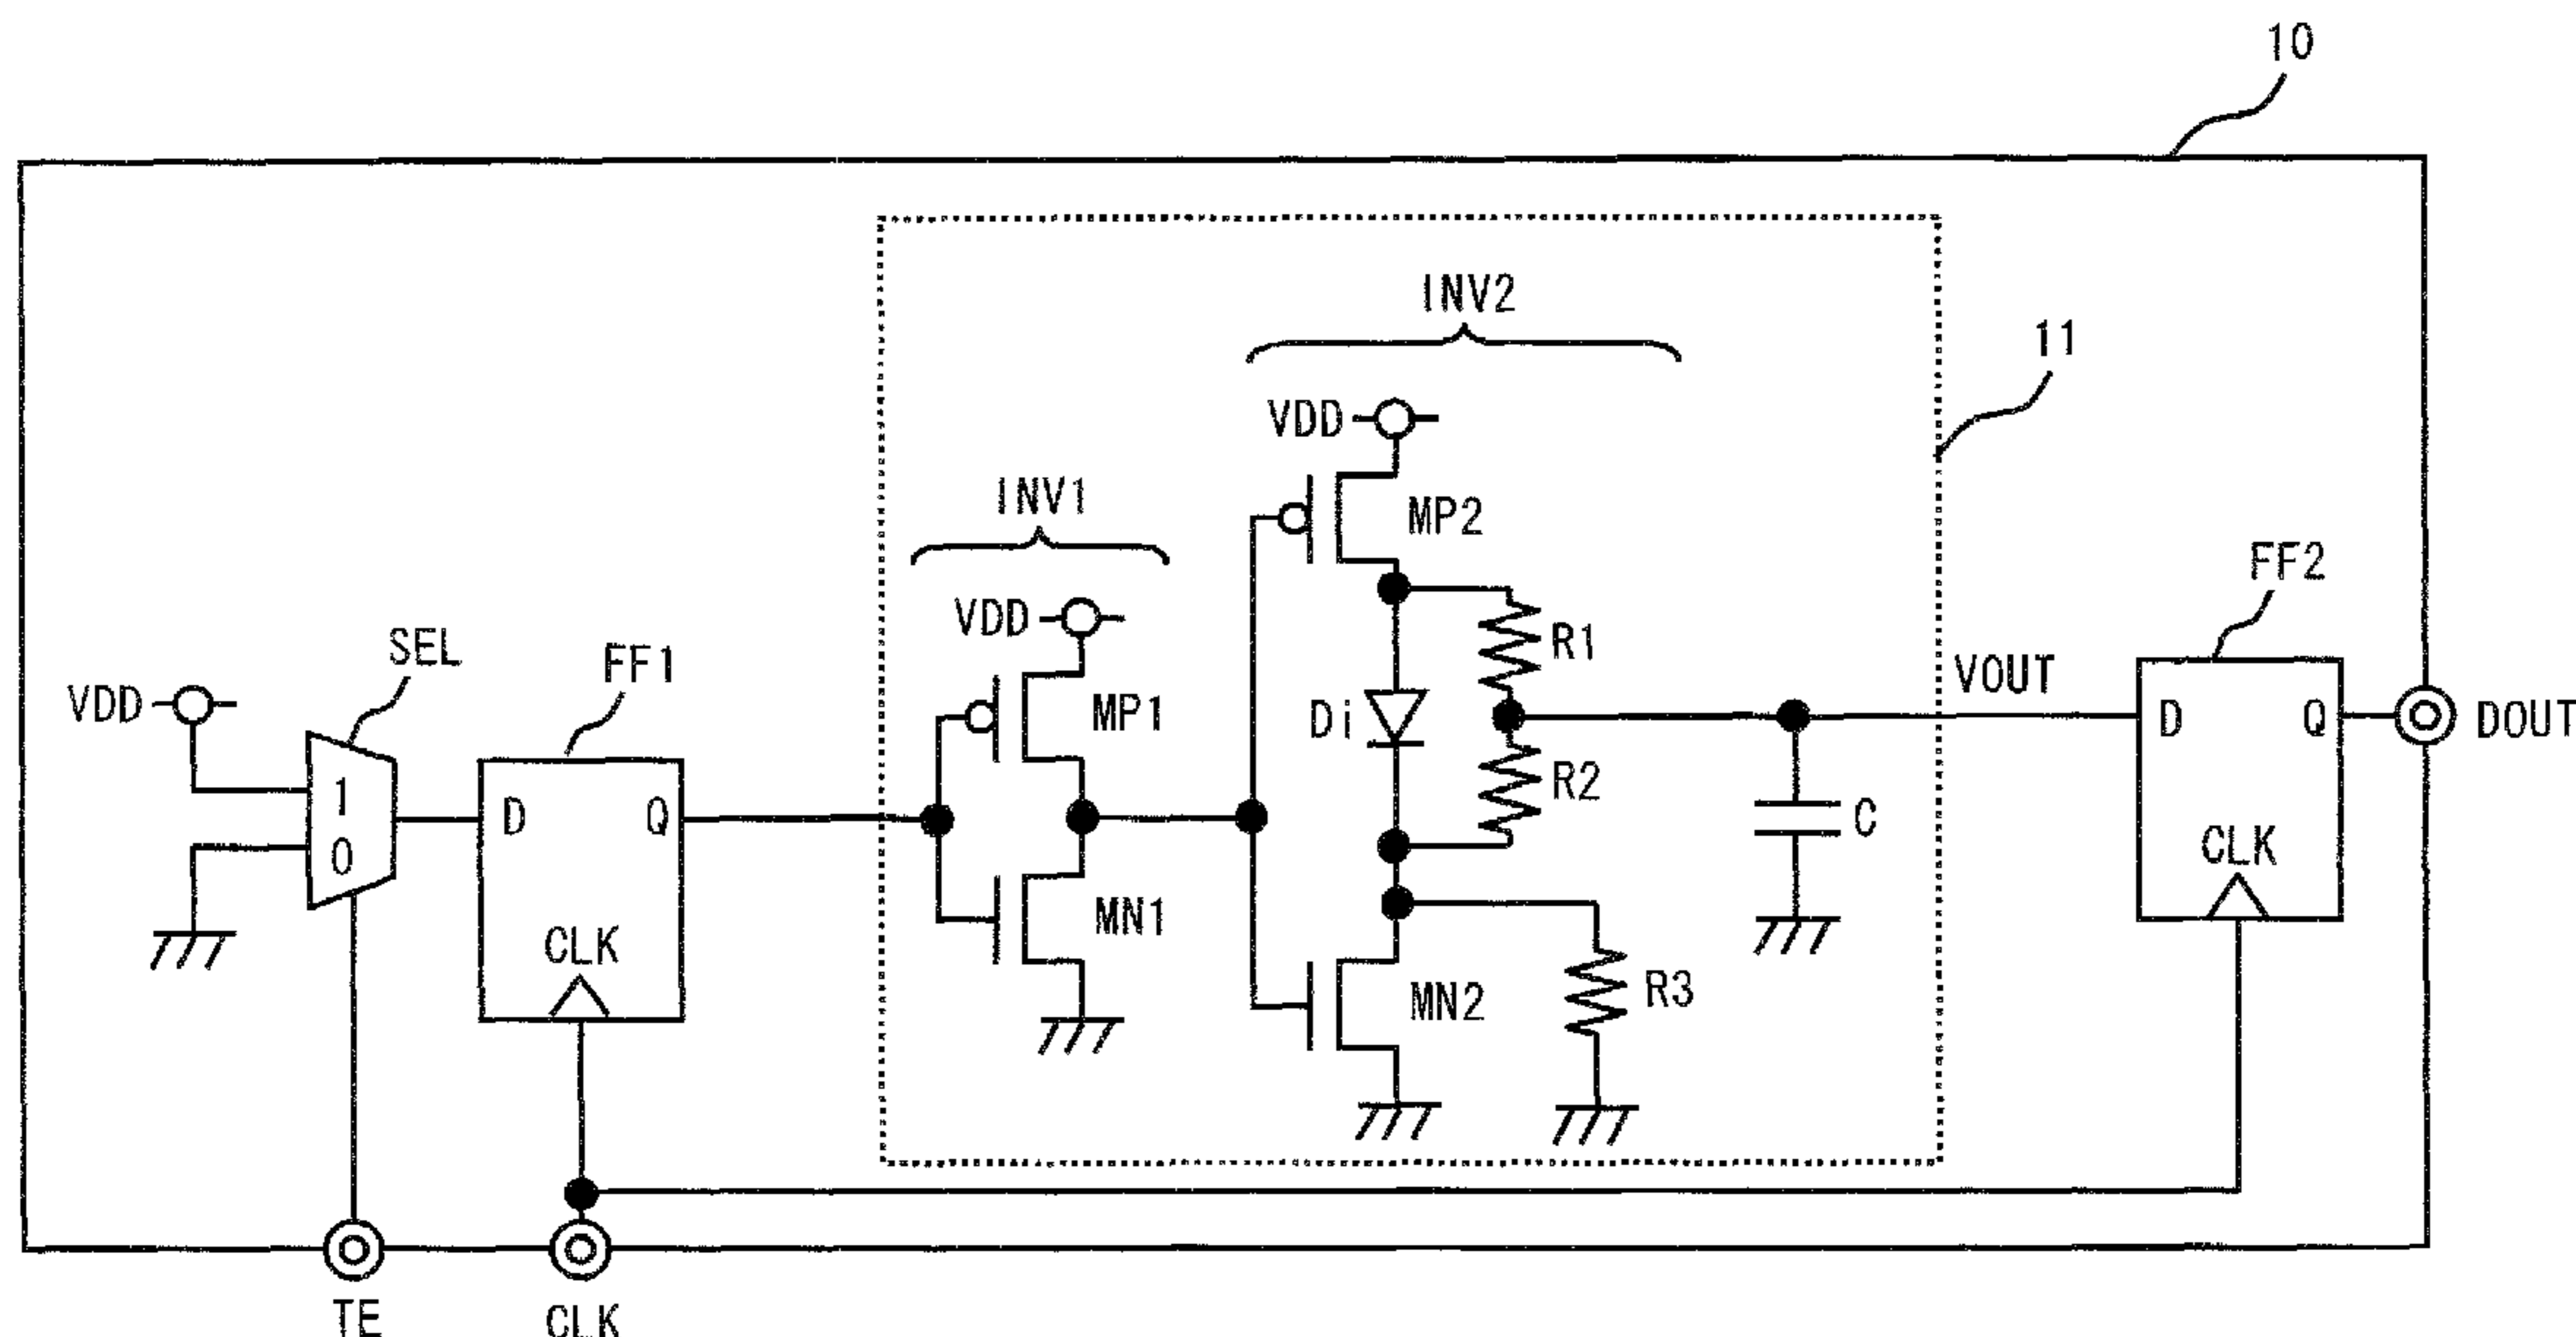 10
INV2
11
VDD
INV1
MP2
FF2
VDD
R1
SEL
FF1
VOUT
VDD
MP1
Di
D
Q
DOUT
R2
1
D
Q
C
0
CLK
MN1
CLK
MN2
R3
TE
CLK